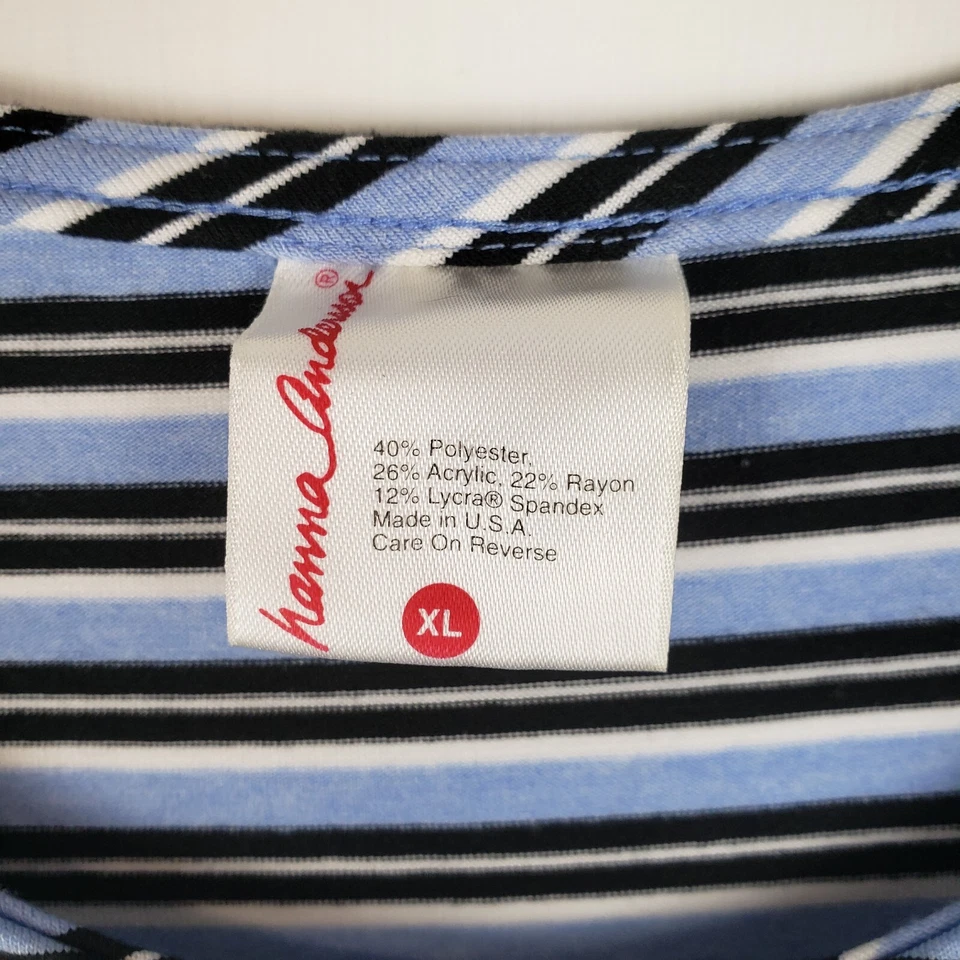 hanna Andersson®
40% Polyester,
26% Acrylic, 22% Rayon
12% Lycra® Spandex
Made in U.S.A.
Care On Reverse
XL